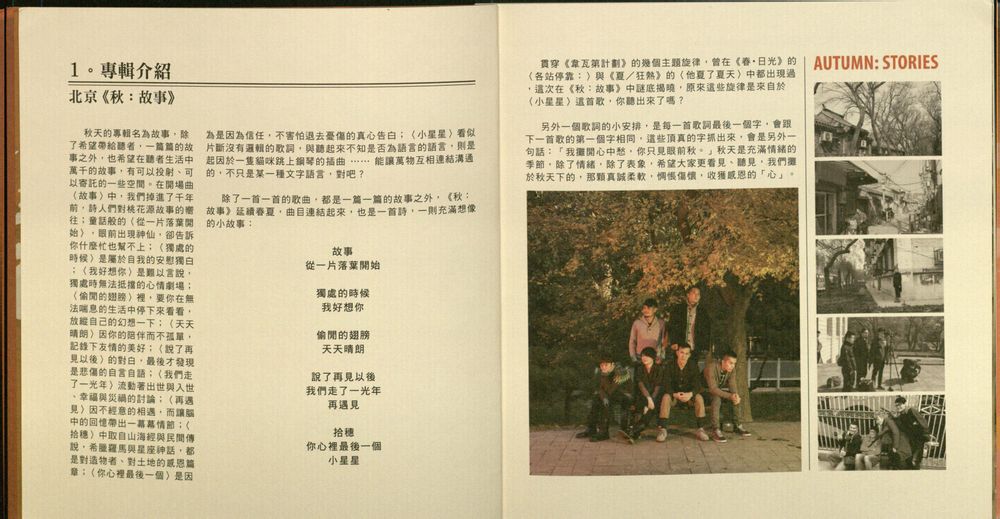 1。專輯介紹
北京《秋：故事》
秋天的專輯名為故事，除
了希望帶給聽者，一篇篇的故
事之外，也希望在聽者生活中
萬千的故事，有可以投射、可
以寄託的一些空間。在開場曲
〈故事〉中，我們掉進了千年
前，詩人們對桃花源故事的嚮
往；童話般的〈從一片落葉開
始〉，眼前出現神仙，卻告訴
你什麼忙也幫不上；〈獨處的
時候〉是屬於自我的安慰獨白
；〈我好想你〉是難以言說，
獨處時無法抵擋的心情劇場；
〈偷閒的翅膀〉裡，要你在無
法喘息的生活中停下來看看，
放縱自己的幻想一下；〈天天
晴朗〉因你的陪伴而不孤單，
記錄下友情的美好；〈說了再
見以後〉的對白，最後才發現
是悲傷的自言自語；〈我們走
了一光年〉流動著出世與入世
、幸福與災禍的討論；〈再遇
見〉因不經意的相遇，而讓腦
中的回憶帶出一幕幕情節；〈
拾穗〉中取自山海經與民間傳
說，希臘羅馬與星座神話，都
是對造物者、對土地的感恩篇
章；〈你心裡最後一個〉是因
為是因為信任，不害怕退去憂傷的真心告白；〈小星星〉看似
片斷沒有邏輯的歌詞，與聽起來不知是否為語言的語言，則是
起因於一隻貓咪跳上鋼琴的插曲⋯⋯ 能讓萬物互相連結溝通
的，不只是某一種文字語言，對吧？
除了一首一首的歌曲，都是一篇一篇的故事之外，《秋：
故事》延續春夏，曲目連結起來，也是一首詩，一則充滿想像
的小故事：
故事
從一片落葉開始
獨處的時候
我好想你
偷閒的翅膀
天天晴朗
說了再見以後
我們走了一光年
再遇見
拾穗
你心裡最後一個
小星星
貫穿《韋瓦第計劃》的幾個主題旋律，曾在《春‧日光》的
〈各站停靠：〉與《夏／狂熱》的〈他夏了夏天〉中都出現過
，這次在《秋：故事》中謎底揭曉，原來這些旋律是來自於
〈小星星〉這首歌，你聽出來了嗎？
另外一個歌詞的小安排，是每一首歌詞最後一個字，會跟
下一首歌的第一個字相同，這些頂真的字抓出來，會是另外一
句話：「我攤開心中愁，你只見眼前秋。」秋天是充滿情緒的
季節，除了情緒，除了表象，希望大家更看見、聽見，我們攤
於秋天下的，那顆真誠柔軟，惆悵傷懷，收獲感恩的「心」。
AUTUMN: STORIES